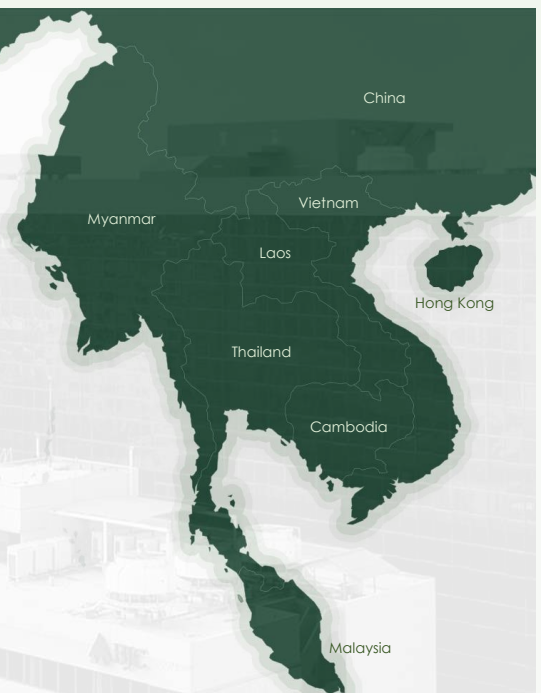 China
Vietnam
Myanmar
Laos
Hong Kong
Thailand
Cambodia
Malaysia